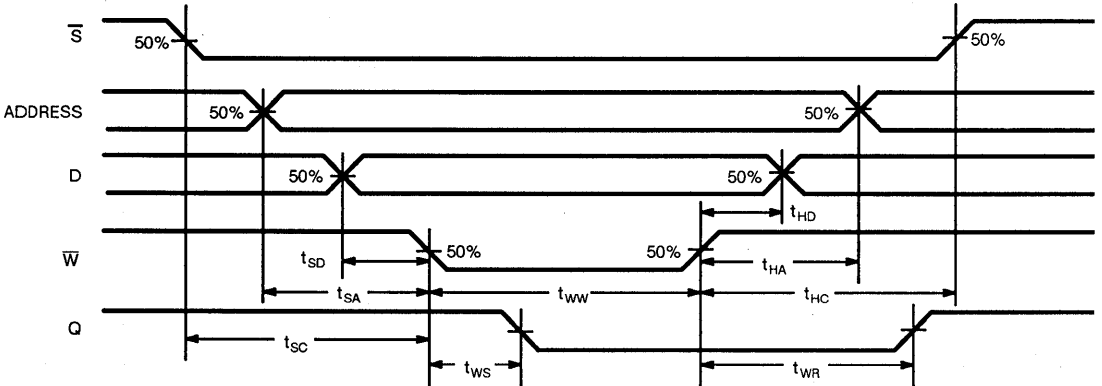 S̅
50%
50%
ADDRESS
50%
50%
D
50%
50%
t_HD
W̅
50%
50%
t_SD
t_HA
t_SA
t_WW
t_HC
Q
t_SC
t_WS
t_WR